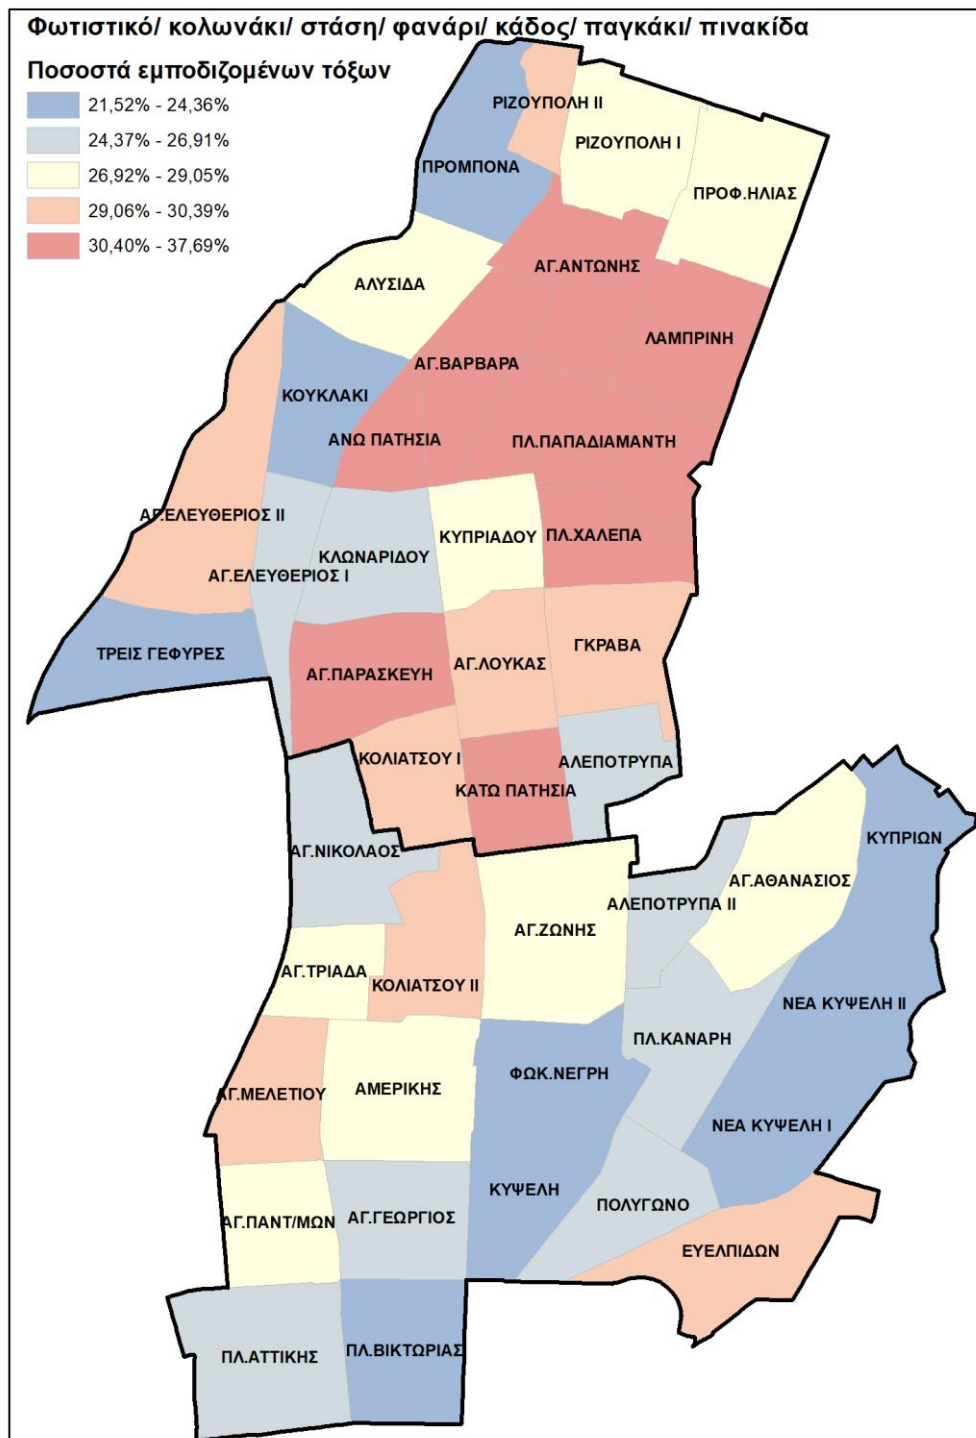 Φωτιστικό/ κολωνάκι/ στάση/ φανάρι/ κάδος/ παγκάκι/ πινακίδα
Ποσοστά εμποδιζομένων τόξων
21,52% - 24,36%
24,37% - 26,91%
26,92% - 29,05%
29,06% - 30,39%
30,40% - 37,69%
ΡΙΖΟΥΠΟΛΗ ΙΙ
ΡΙΖΟΥΠΟΛΗ Ι
ΠΡΟΜΠΟΝΑ
ΠΡΟΦ.ΗΛΙΑΣ
ΑΓ.ΑΝΤΩΝΗΣ
ΑΛΥΣΙΔΑ
ΛΑΜΠΡΙΝΗ
ΑΓ.ΒΑΡΒΑΡΑ
ΚΟΥΚΛΑΚΙ
ΑΝΩ ΠΑΤΗΣΙΑ
ΠΛ.ΠΑΠΑΔΙΑΜΑΝΤΗ
ΑΓ.ΕΛΕΥΘΕΡΙΟΣ ΙΙ
ΚΥΠΡΙΑΔΟΥ
ΠΛ.ΧΑΛΕΠΑ
ΚΛΩΝΑΡΙΔΟΥ
ΑΓ.ΕΛΕΥΘΕΡΙΟΣ Ι
ΤΡΕΙΣ ΓΕΦΥΡΕΣ
ΓΚΡΑΒΑ
ΑΓ.ΛΟΥΚΑΣ
ΑΓ.ΠΑΡΑΣΚΕΥΗ
ΚΟΛΙΑΤΣΟΥ Ι
ΑΛΕΠΟΤΡΥΠΑ
ΚΑΤΩ ΠΑΤΗΣΙΑ
ΚΥΠΡΙΩΝ
ΑΓ.ΝΙΚΟΛΑΟΣ
ΑΓ.ΑΘΑΝΑΣΙΟΣ
ΑΛΕΠΟΤΡΥΠΑ ΙΙ
ΑΓ.ΖΩΝΗΣ
ΑΓ.ΤΡΙΑΔΑ
ΚΟΛΙΑΤΣΟΥ ΙΙ
ΝΕΑ ΚΥΨΕΛΗ ΙΙ
ΠΛ.ΚΑΝΑΡΗ
ΦΩΚ.ΝΕΓΡΗ
ΑΓ.ΜΕΛΕΤΙΟΥ
ΑΜΕΡΙΚΗΣ
ΝΕΑ ΚΥΨΕΛΗ Ι
ΚΥΨΕΛΗ
ΠΟΛΥΓΩΝΟ
ΑΓ.ΠΑΝΤ/ΜΩΝ
ΑΓ.ΓΕΩΡΓΙΟΣ
ΕΥΕΛΠΙΔΩΝ
ΠΛ.ΑΤΤΙΚΗΣ
ΠΛ.ΒΙΚΤΩΡΙΑΣ